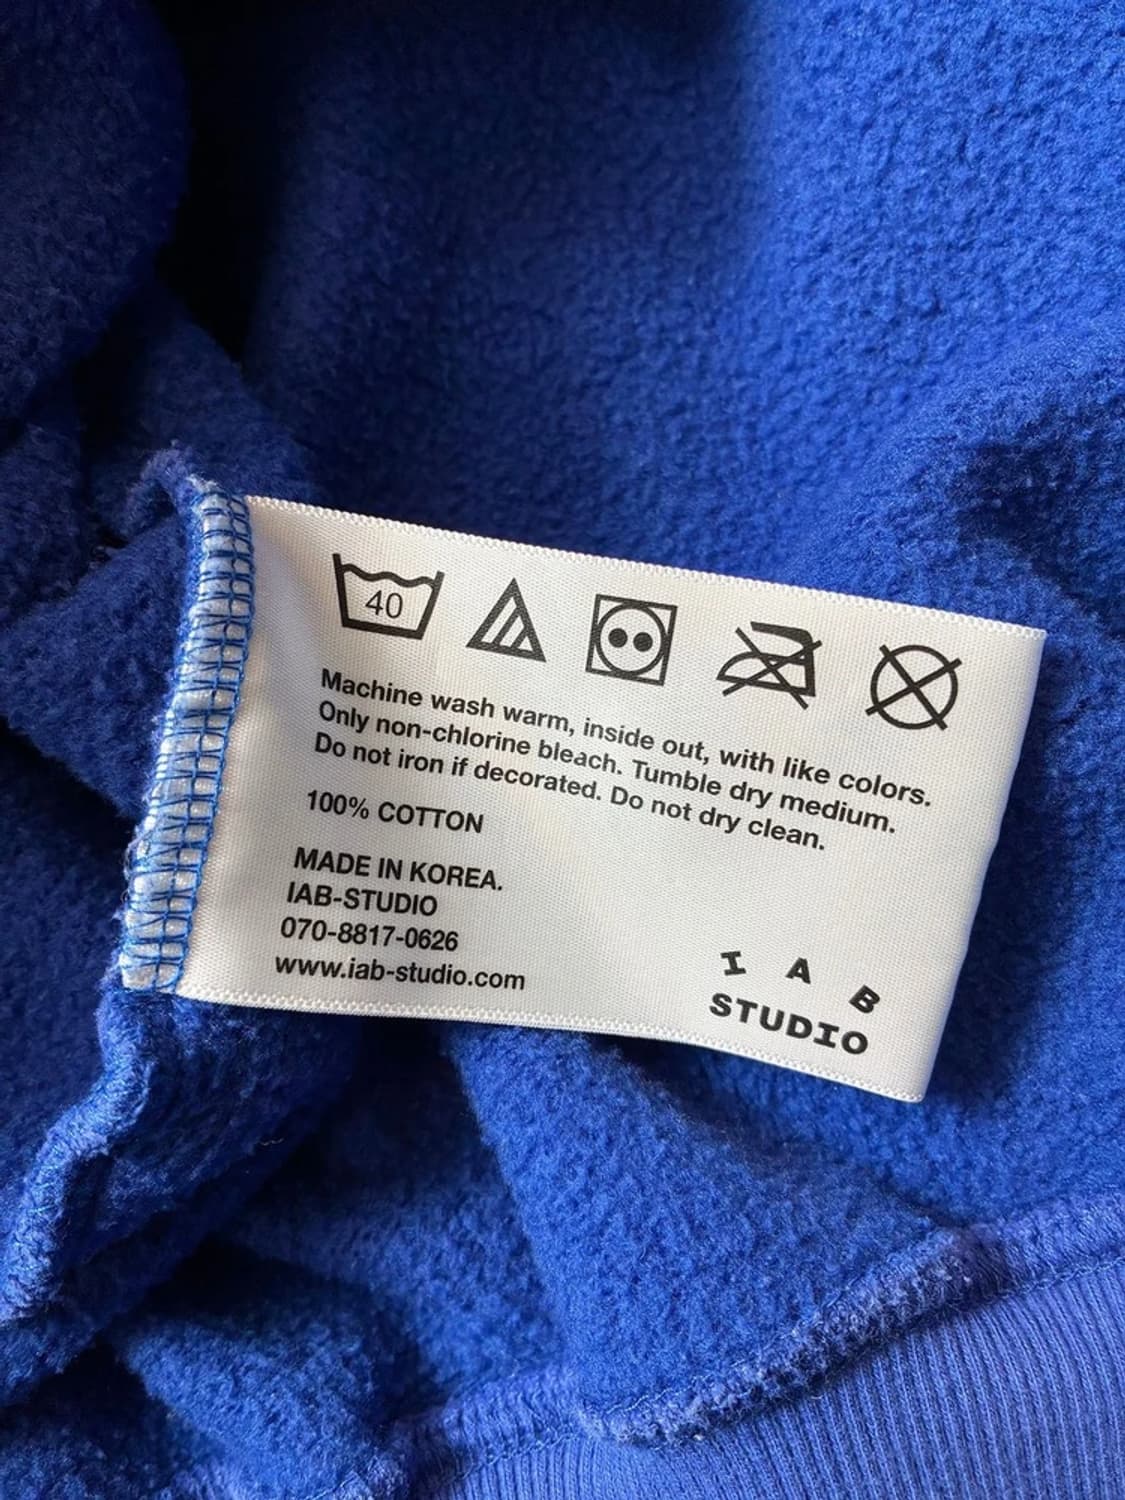 40
Machine wash warm, inside out, with like colors.
Only non-chlorine bleach. Tumble dry medium.
Do not iron if decorated. Do not dry clean.
100% COTTON
MADE IN KOREA.
IAB-STUDIO
070-8817-0626
www.iab-studio.com
I A B
STUDIO